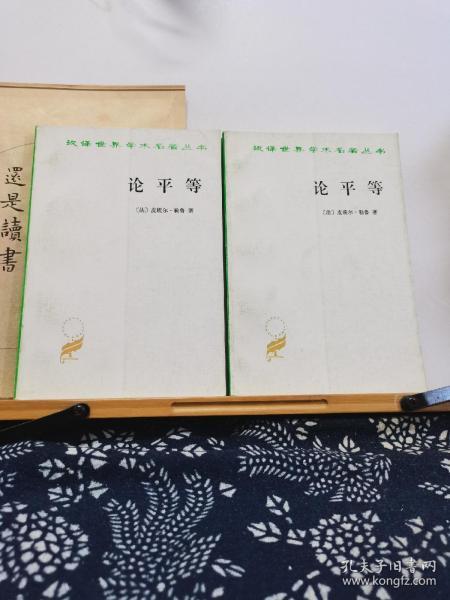 還是讀書
汉译世界学术名著丛书
论平等
〔法〕皮埃尔·勒鲁 著
汉译世界学术名著丛书
论平等
〔法〕皮埃尔·勒鲁 著
孔夫子旧书网
www.kongfz.com